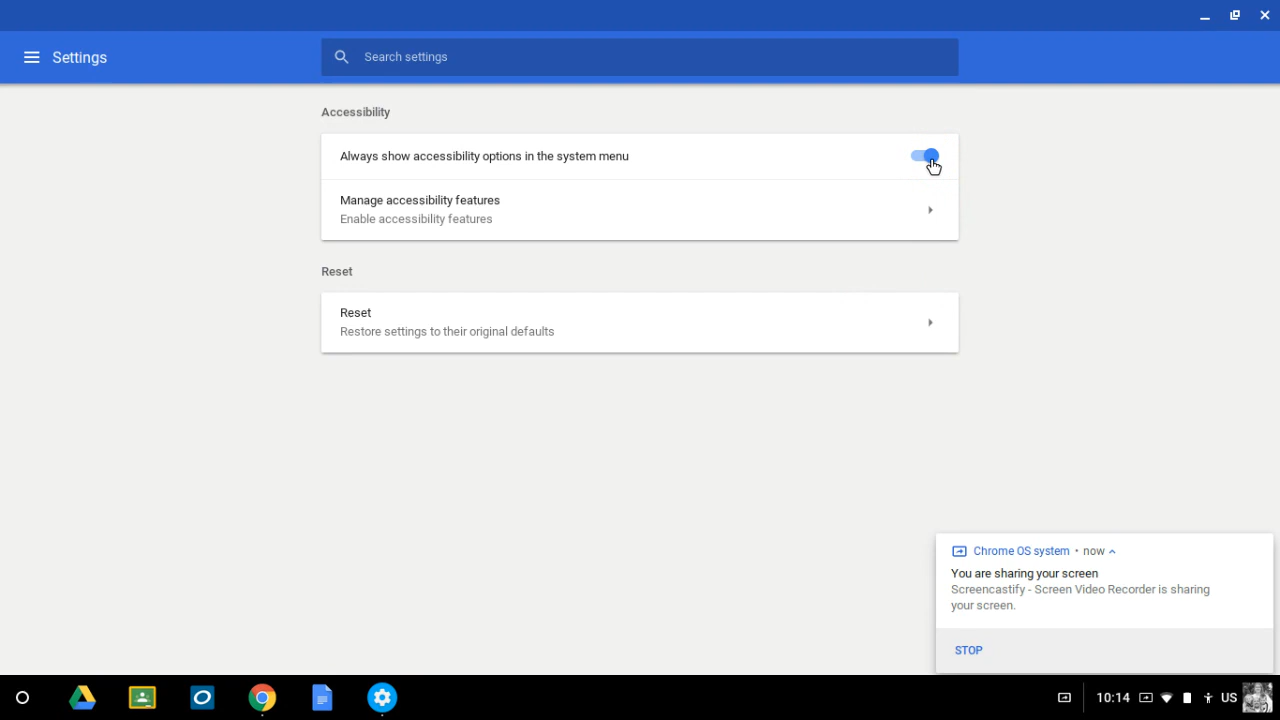 Settings
Search settings
Accessibility
Always show accessibility options in the system menu
Manage accessibility features
Enable accessibility features
Reset
Reset
Restore settings to their original defaults
Chrome OS system • now
You are sharing your screen
Screencastify - Screen Video Recorder is sharing
your screen.
STOP
10:14 US